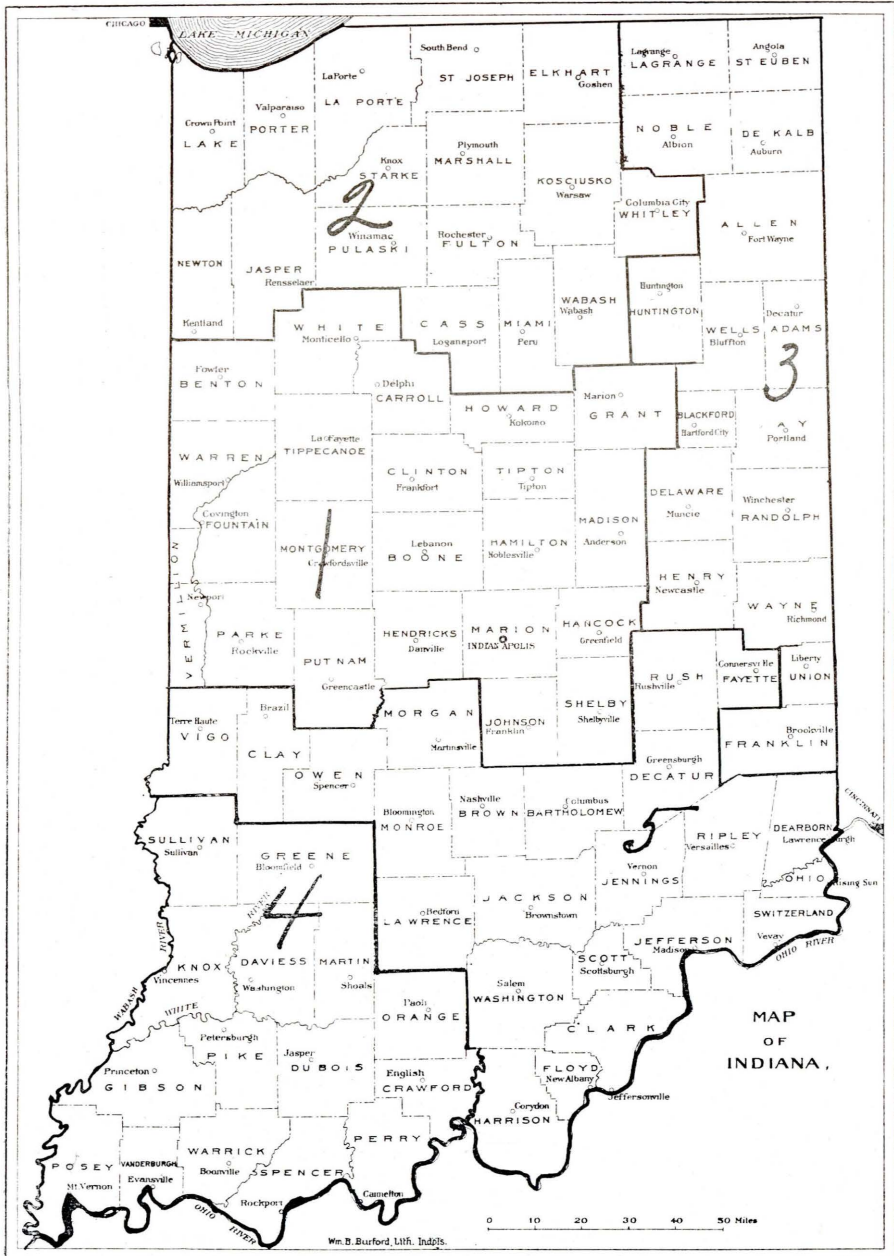 CHICAGO
LAKE MICHIGAN
South Bend
ST JOSEPH
ELKHART
Goshen
Lagrange
LAGRANGE
Angola
STEUBEN
LaPorte
LA PORTE
Valparaiso
PORTER
Crown Point
LAKE
NOBLE
Albion
DE KALB
Auburn
Plymouth
MARSHALL
Knox
STARKE
KOSCIUSKO
Warsaw
Columbia City
WHITLEY
ALLEN
Fort Wayne
2
Winamac
PULASKI
Rochester
FULTON
NEWTON
Kentland
JASPER
Rensselaer
WHITE
Monticello
CASS
Logansport
MIAMI
Peru
WABASH
Wabash
Huntington
HUNTINGTON
WELLS
Bluffton
Decatur
ADAMS
3
Fowler
BENTON
Delphi
CARROLL
HOWARD
Kokomo
Marion
GRANT
BLACKFORD
Hartford City
AY
Portland
WARREN
Williamsport
LaFayette
TIPPECANOE
CLINTON
Frankfort
TIPTON
Tipton
MADISON
Anderson
DELAWARE
Muncie
Winchester
RANDOLPH
Covington
FOUNTAIN
MONTGOMERY
Crawfordsville
1
Lebanon
BOONE
HAMILTON
Noblesville
HENRY
Newcastle
WAYNE
Richmond
VERMILLION
Newport
PARKE
Rockville
PUTNAM
Greencastle
HENDRICKS
Danville
MARION
INDIANAPOLIS
HANCOCK
Greenfield
RUSH
Rushville
Connersville
FAYETTE
Liberty
UNION
Terre Haute
VIGO
Brazil
CLAY
OWEN
Spencer
MORGAN
Martinsville
JOHNSON
Franklin
SHELBY
Shelbyville
Greensburgh
DECATUR
Brookville
FRANKLIN
Bloomington
MONROE
Nashville
BROWN
Columbus
BARTHOLOMEW
5
RIPLEY
Versailles
DEARBORN
Lawrenceburgh
CINCINNATI
SULLIVAN
Sullivan
GREENE
Bloomfield
4
RIVER
Bedford
LAWRENCE
JACKSON
Brownstown
Vernon
JENNINGS
OHIO
Rising Sun
SWITZERLAND
Vevay
OHIO RIVER
JEFFERSON
Madison
SCOTT
Scottsburgh
WABASH RIVER
KNOX
Vincennes
DAVIESS
Washington
MARTIN
Shoals
WHITE
Paoli
ORANGE
Salem
WASHINGTON
CLARK
Petersburgh
PIKE
Jasper
DUBOIS
Princeton
GIBSON
English
CRAWFORD
FLOYD
New Albany
Jeffersonville
Corydon
HARRISON
MAP
OF
INDIANA,
POSEY
Mt Vernon
VANDERBURGH
Evansville
WARRICK
Boonville
SPENCER
Rockport
PERRY
Cannelton
OHIO RIVER
0 10 20 30 40 50 Miles
Wm. B. Burford, Lith. Indpls.